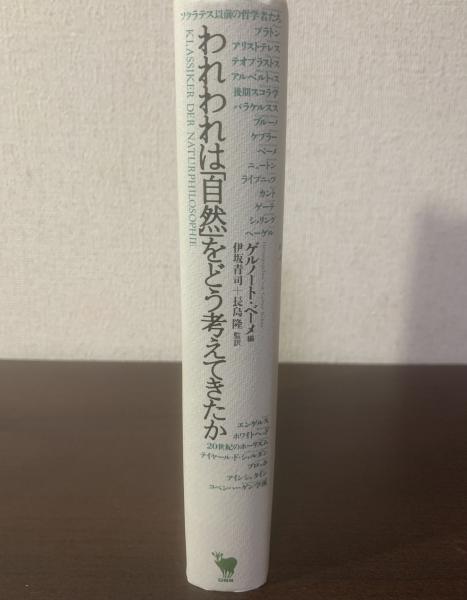 ソクラテス以前の哲学者たち
プラトン
アリストテレス
テオプラストス
アルベルトゥス
後期スコラ
パラケルスス
ブルーノ
ケプラー
ベーメ
ニュートン
ライプニッツ
カント
ゲーテ
シェリング
ヘーゲル
われわれは「自然」をどう考えてきたか
KLASSIKER DER NATURPHILOSOPHIE
ゲルノート・ベーメ 編
伊坂青司+長島隆 監訳
エンゲルス
ホワイトヘッド
20世紀のホーリズム
テイヤール・ド・シャルダン
ブロッホ
アインシュタイン
コペンハーゲン学派